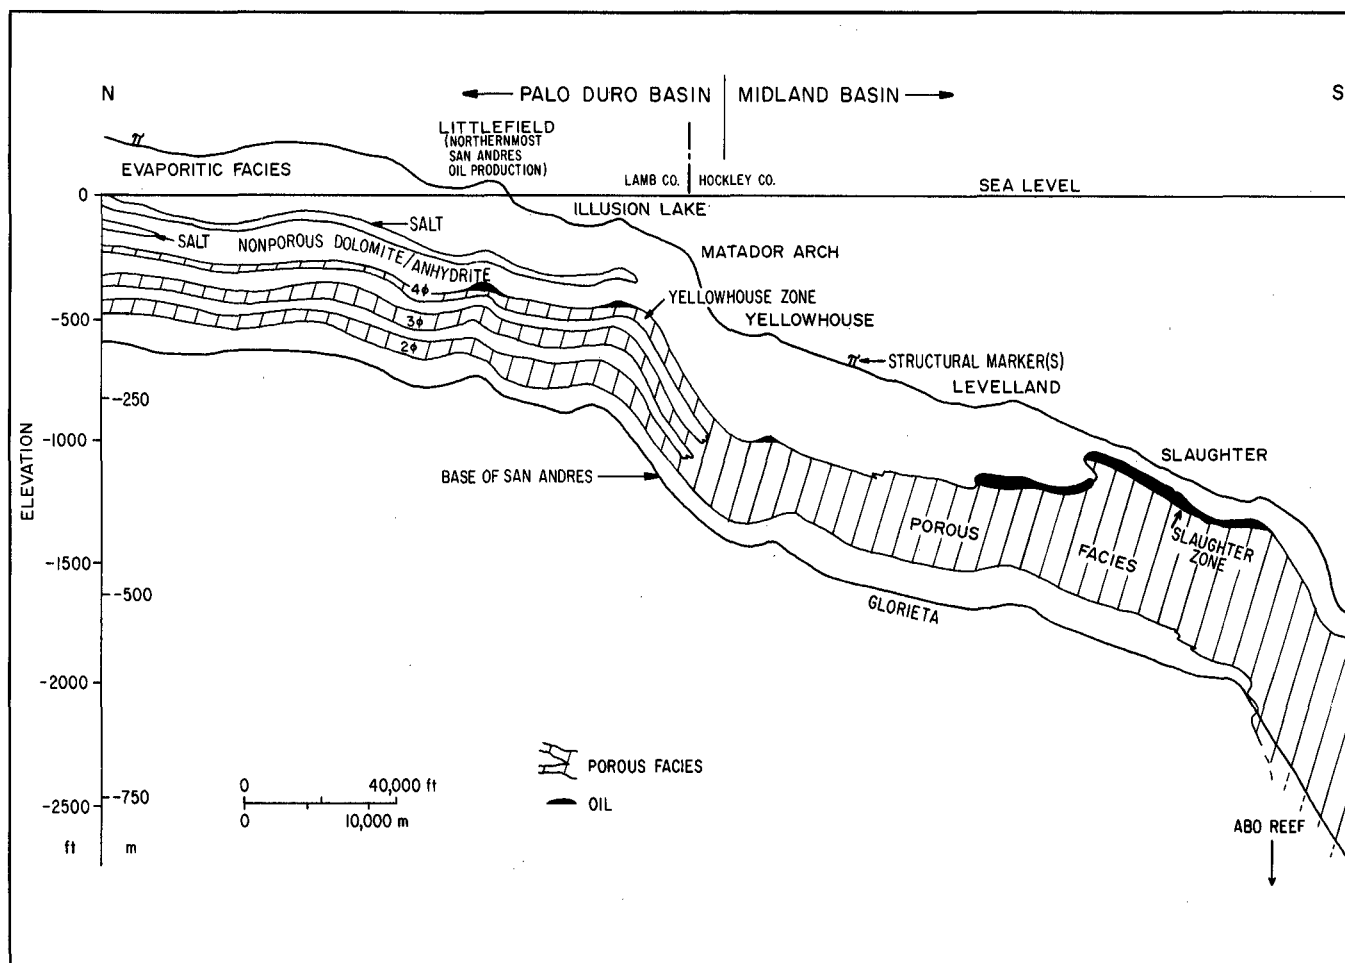 N
← PALO DURO BASIN | MIDLAND BASIN →
S
LITTLEFIELD
(NORTHERNMOST
SAN ANDRES
OIL PRODUCTION)
π
EVAPORITIC FACIES
LAMB CO. HOCKLEY CO.
SEA LEVEL
0
ILLUSION LAKE
SALT
SALT
NONPOROUS DOLOMITE/ANHYDRITE
MATADOR ARCH
4ϕ
YELLOWHOUSE ZONE
YELLOWHOUSE
-500
3ϕ
2ϕ
π
STRUCTURAL MARKER(S)
LEVELLAND
-250
ELEVATION
-1000
BASE OF SAN ANDRES
SLAUGHTER
POROUS
FACIES
SLAUGHTER
ZONE
-1500
-500
GLORIETA
-2000
POROUS FACIES
OIL
0 40,000 ft
0 10,000 m
-2500
-750
ft m
ABO REEF